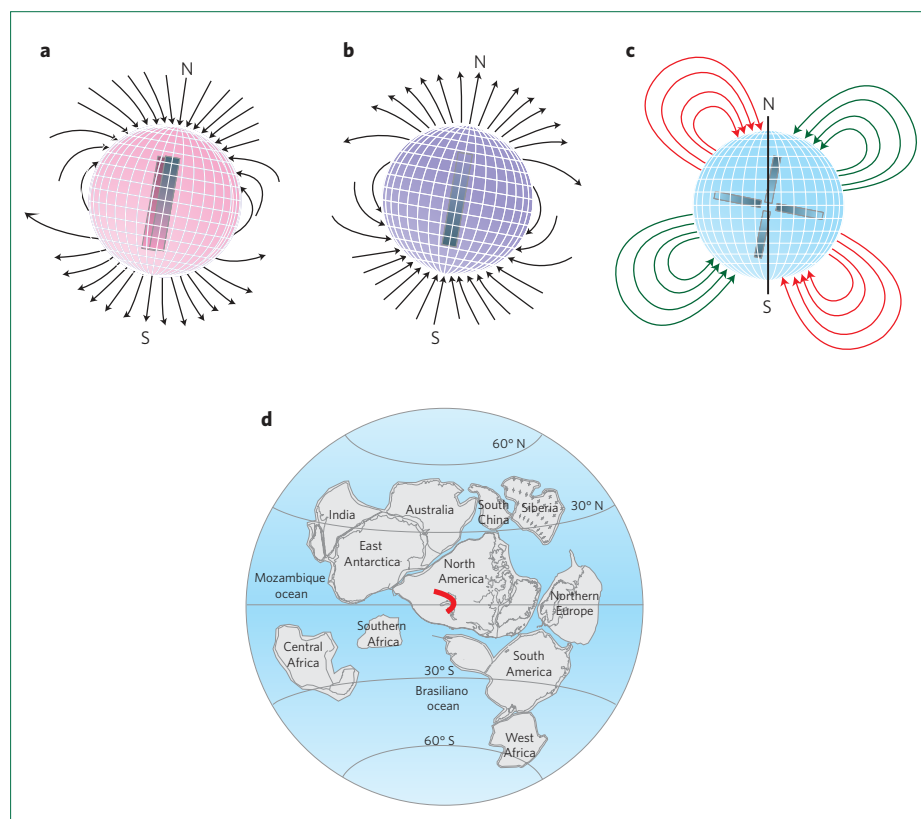 a
N
S
b
N
S
c
N
S
d
60° N
30° N
India
Australia
South
China
Siberia
East
Antarctica
North
America
Mozambique
ocean
Northern
Europe
Southern
Africa
Central
Africa
South
America
30° S
Brasiliano
ocean
60° S
West
Africa